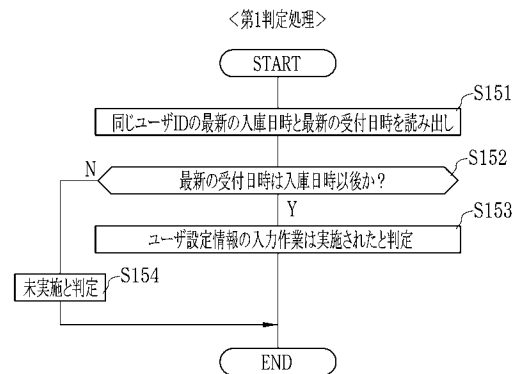 ＜第1判定処理＞
START
S151
同じユーザIDの最新の入庫日時と最新の受付日時を読み出し
S152
N
最新の受付日時は入庫日時以後か？
Y
S153
ユーザ設定情報の入力作業は実施されたと判定
S154
未実施と判定
END